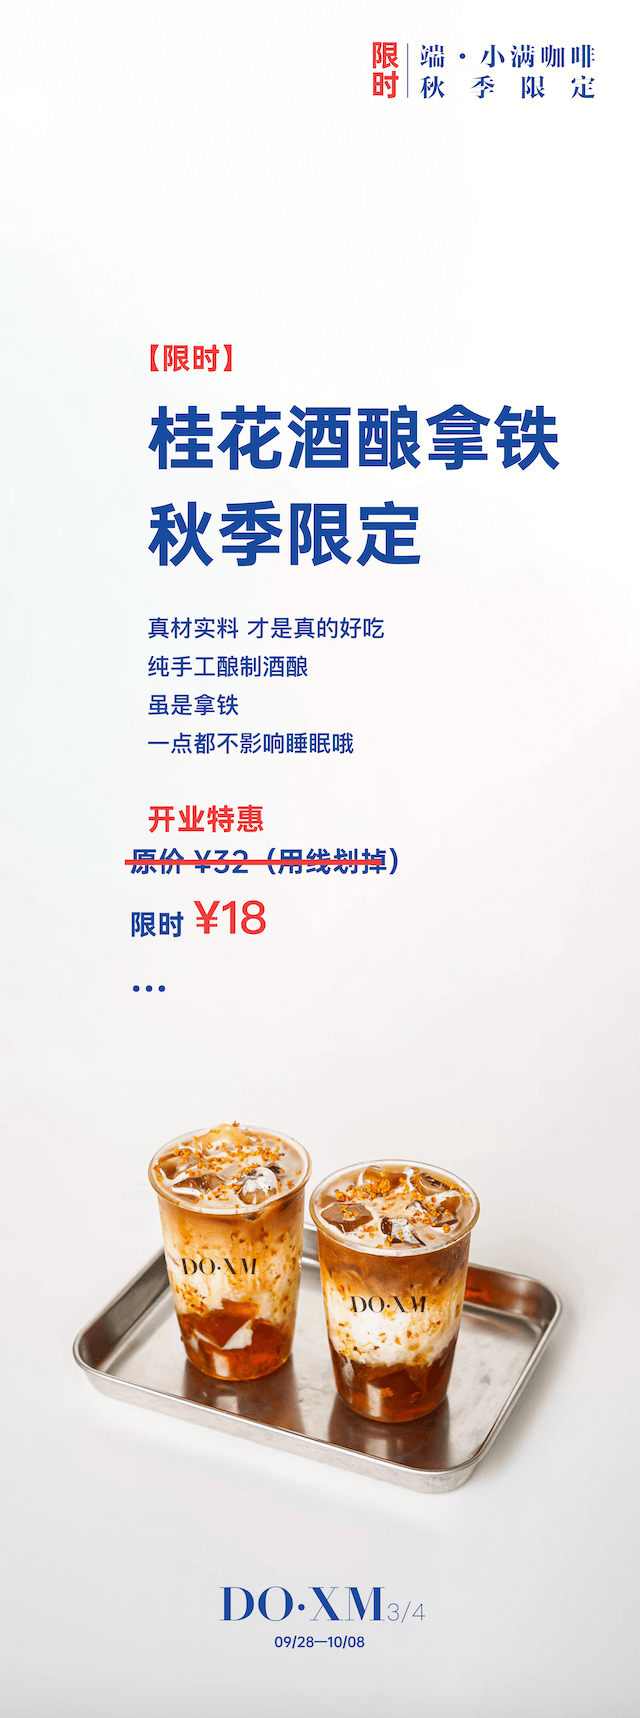 限时
端·小满咖啡
秋季限定
【限时】
桂花酒酿拿铁
秋季限定
真材实料 才是真的好吃
纯手工酿制酒酿
虽是拿铁
一点都不影响睡眠哦
开业特惠
原价 ¥32（用线划掉）
限时 ¥18
...
DO·XM
DO·XM
DO·XM3/4
09/28—10/08